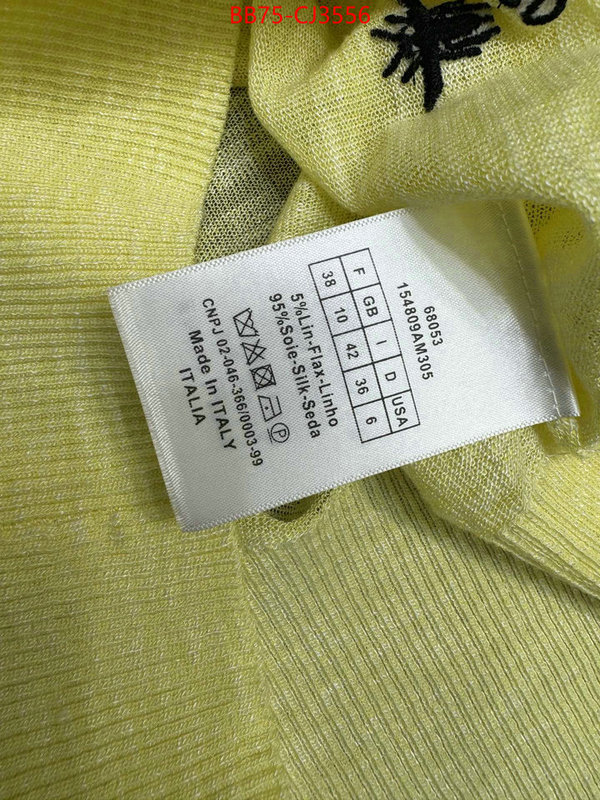 BB75-CJ3556
68053
154809AM305
F GB I D USA
38 10 42 36 6
5%Lin-Flax-Linho
95%Soie-Silk-Seda
CNPJ 02-046-366/0003-99
Made In ITALY
ITALIA